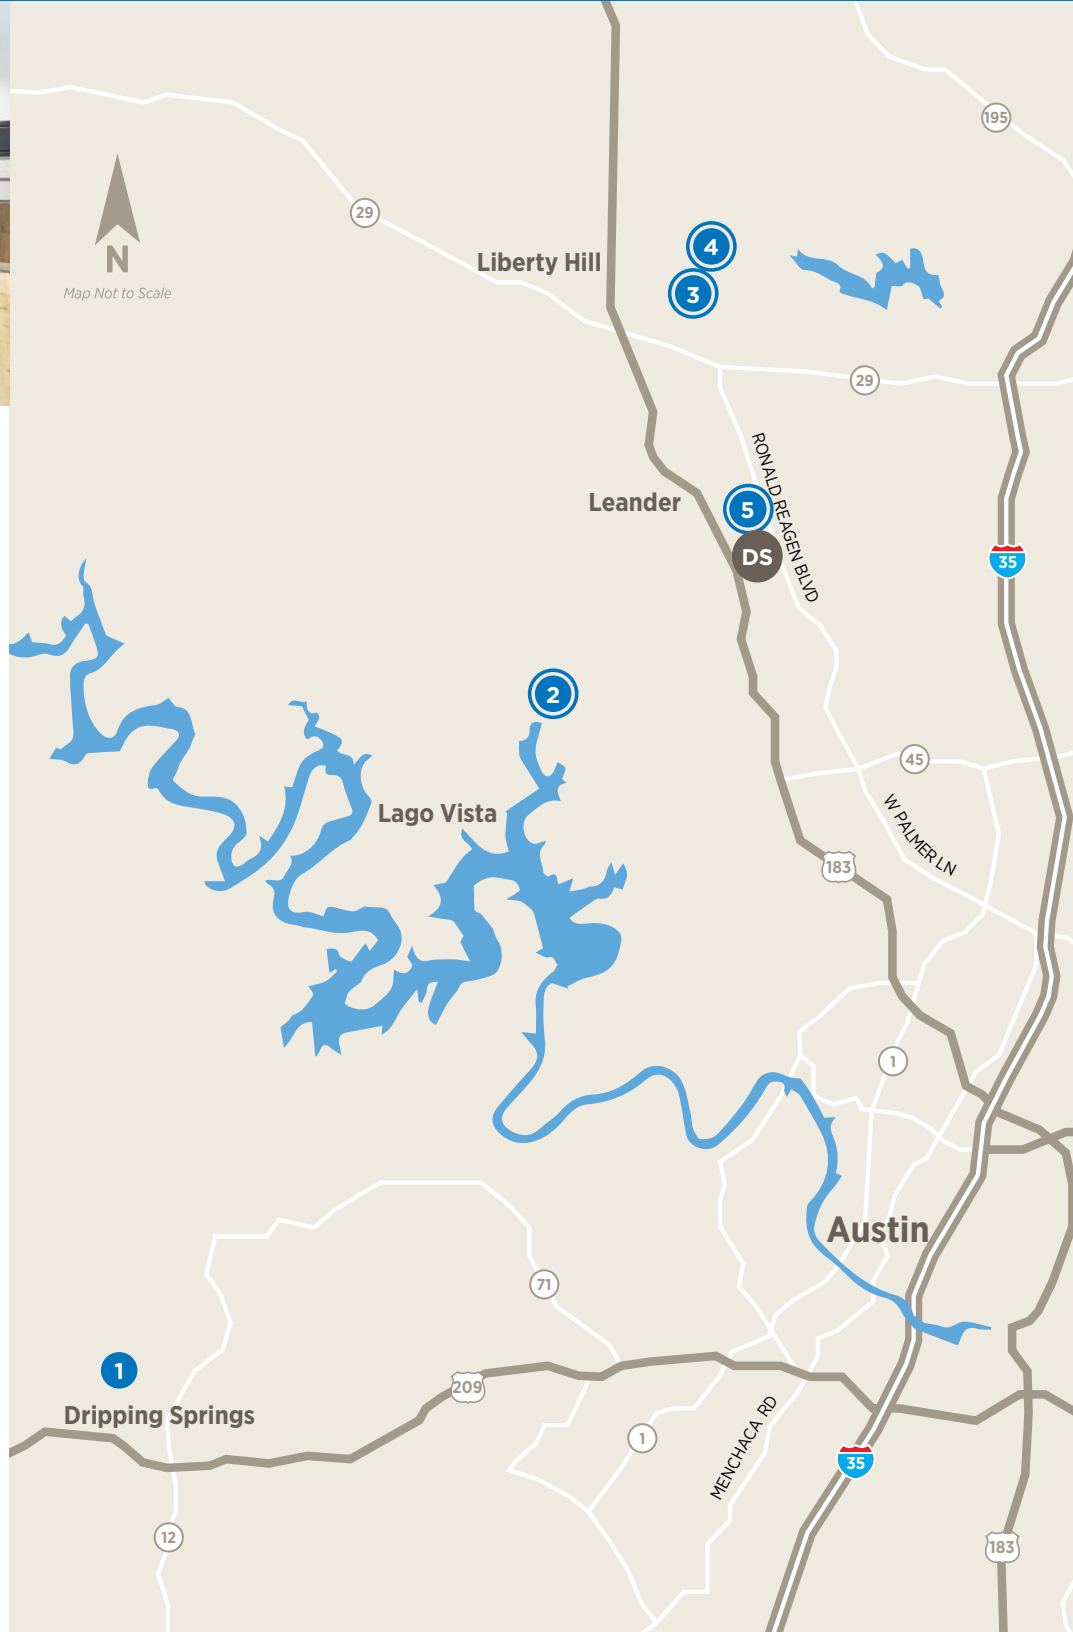 195
29
N
Map Not to Scale
Liberty Hill
4
3
29
RONALD REAGEN BLVD
Leander
5
DS
35
2
45
Lago Vista
W PALMER LN
183
1
Austin
71
1
Dripping Springs
209
MENCHACA RD
1
35
12
183